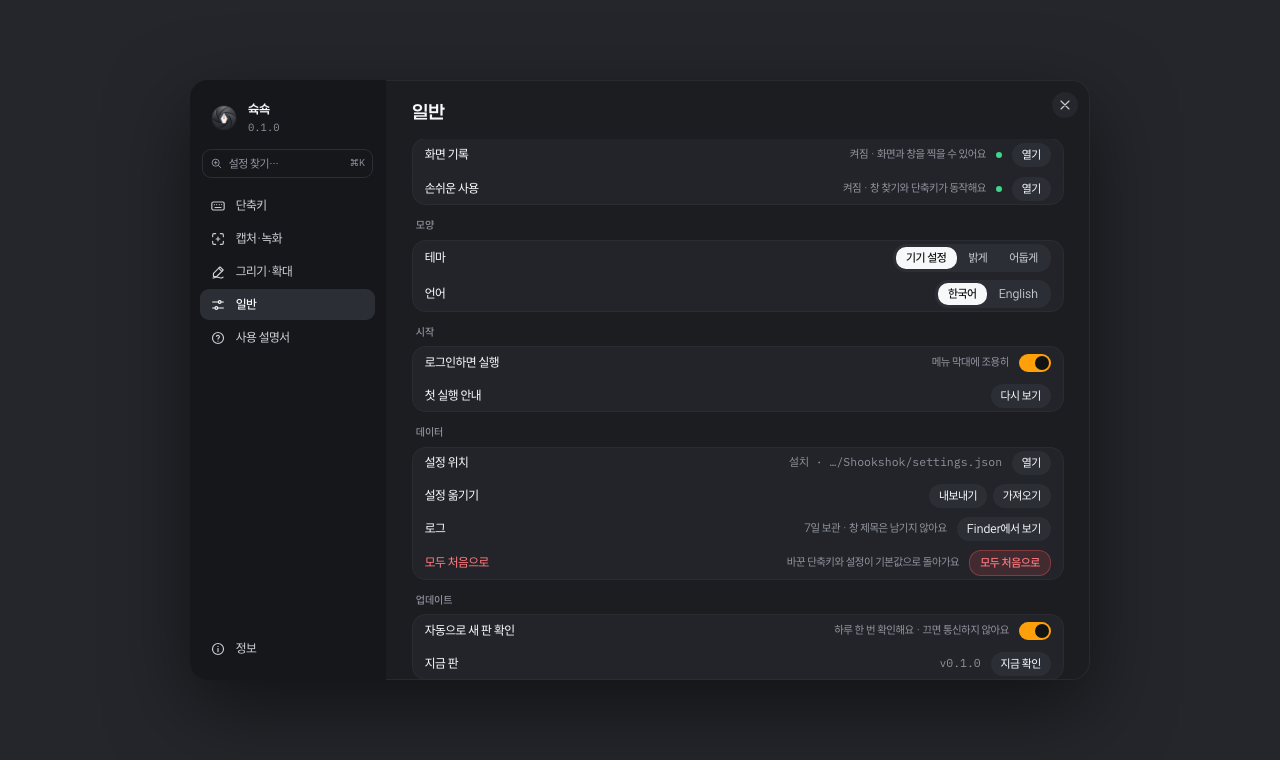 슉쇽
0.1.0
설정 찾기…
⌘K
단축키
캡처·녹화
그리기·확대
일반
사용 설명서
정보
일반
화면 기록
켜짐 · 화면과 창을 찍을 수 있어요
열기
손쉬운 사용
켜짐 · 창 찾기와 단축키가 동작해요
열기
모양
테마
기기 설정
밝게
어둡게
언어
한국어
English
시작
로그인하면 실행
메뉴 막대에 조용히
첫 실행 안내
다시 보기
데이터
설정 위치
설치 · …/Shookshok/settings.json
열기
설정 옮기기
내보내기
가져오기
로그
7일 보관 · 창 제목은 남기지 않아요
Finder에서 보기
모두 처음으로
바꾼 단축키와 설정이 기본값으로 돌아가요
모두 처음으로
업데이트
자동으로 새 판 확인
하루 한 번 확인해요 · 끄면 통신하지 않아요
지금 판
v0.1.0
지금 확인